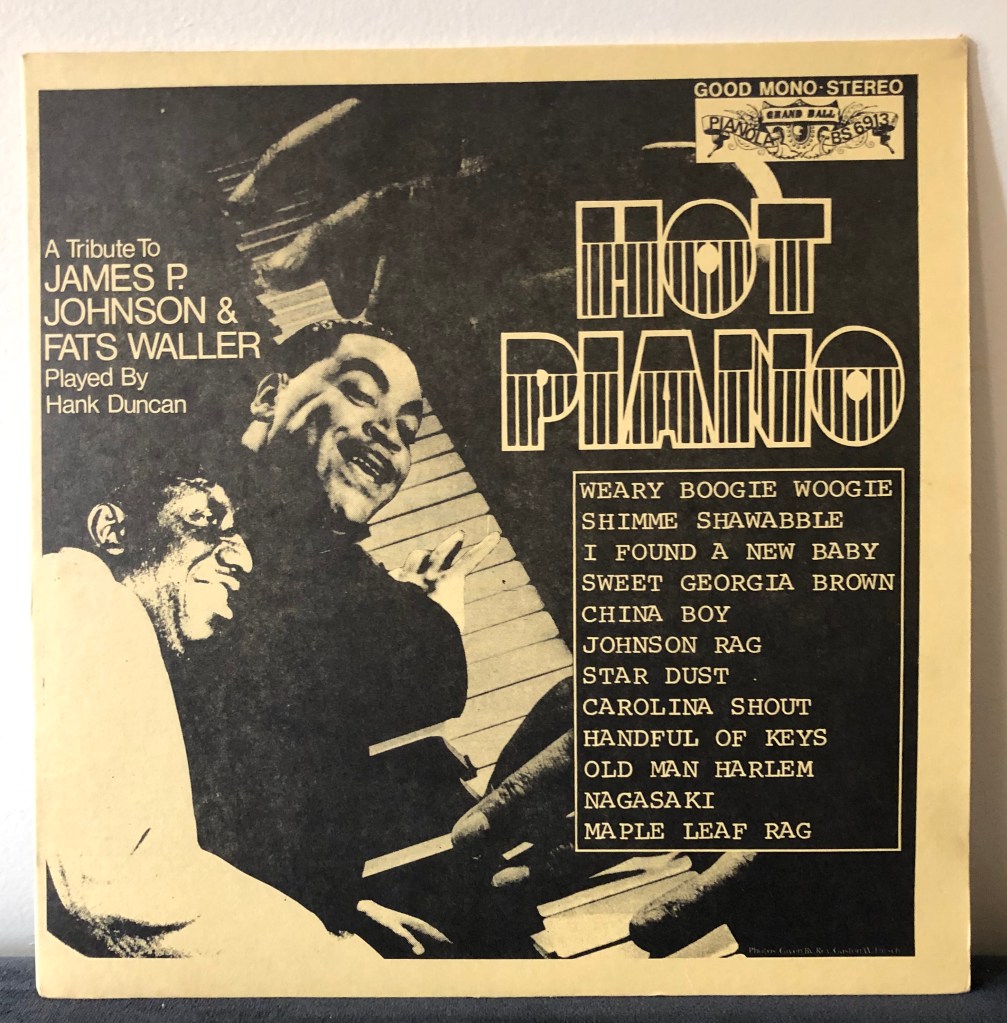 GOOD MONO·STEREO
GRAND BALL
PIANOLA BS 6913
HOT
PIANO
A Tribute To
JAMES P.
JOHNSON &
FATS WALLER
Played By
Hank Duncan
WEARY BOOGIE WOOGIE
SHIMME SHAWABBLE
I FOUND A NEW BABY
SWEET GEORGIA BROWN
CHINA BOY
JOHNSON RAG
STAR DUST
CAROLINA SHOUT
HANDFUL OF KEYS
OLD MAN HARLEM
NAGASAKI
MAPLE LEAF RAG
Photos